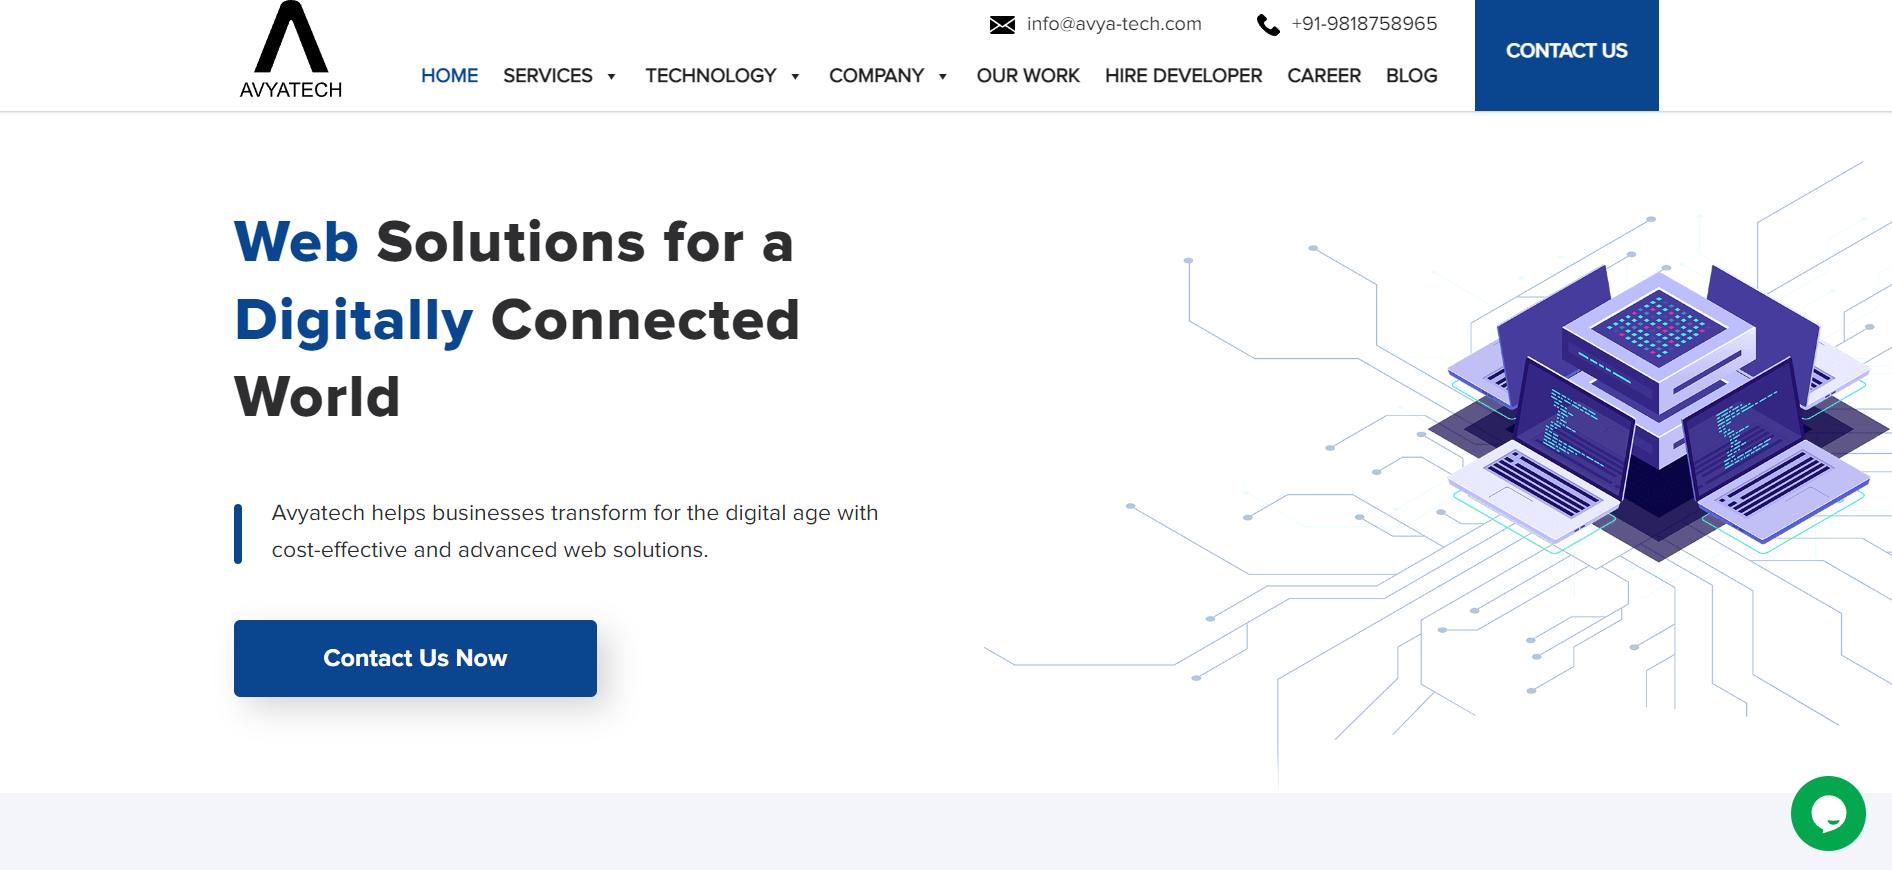 AVYATECH
info@avya-tech.com
+91-9818758965
HOME SERVICES TECHNOLOGY COMPANY OUR WORK HIRE DEVELOPER CAREER BLOG
CONTACT US
Web Solutions for a
Digitally Connected
World
Avyatech helps businesses transform for the digital age with
cost-effective and advanced web solutions.
Contact Us Now